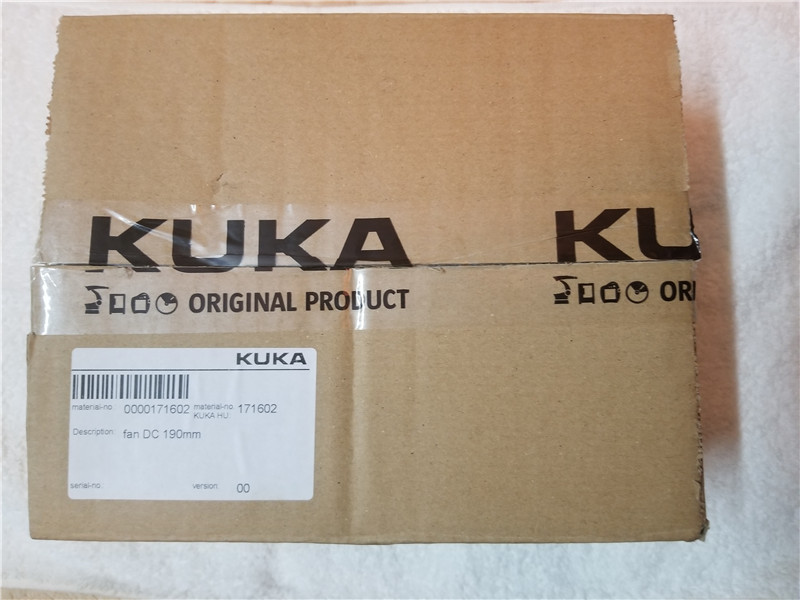 KUKA KU
ORIGINAL PRODUCT ORI
KUKA
material-no. 0000171602 material-no. 171602
KUKA HU:
Description: fan DC 190mm
serial-no. version: 00